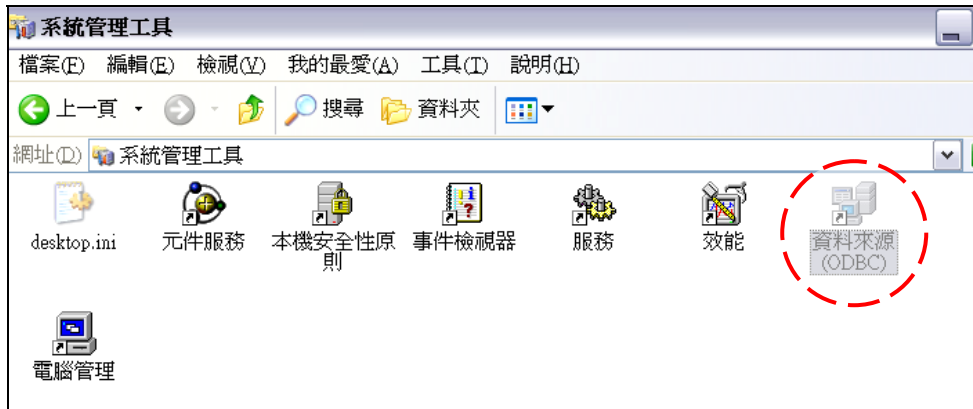 系統管理工具
檔案(F) 編輯(E) 檢視(V) 我的最愛(A) 工具(T) 說明(H)
上一頁 搜尋 資料夾
網址(D) 系統管理工具
desktop.ini 元件服務 本機安全性原則 事件檢視器 服務 效能 資料來源(ODBC)
電腦管理